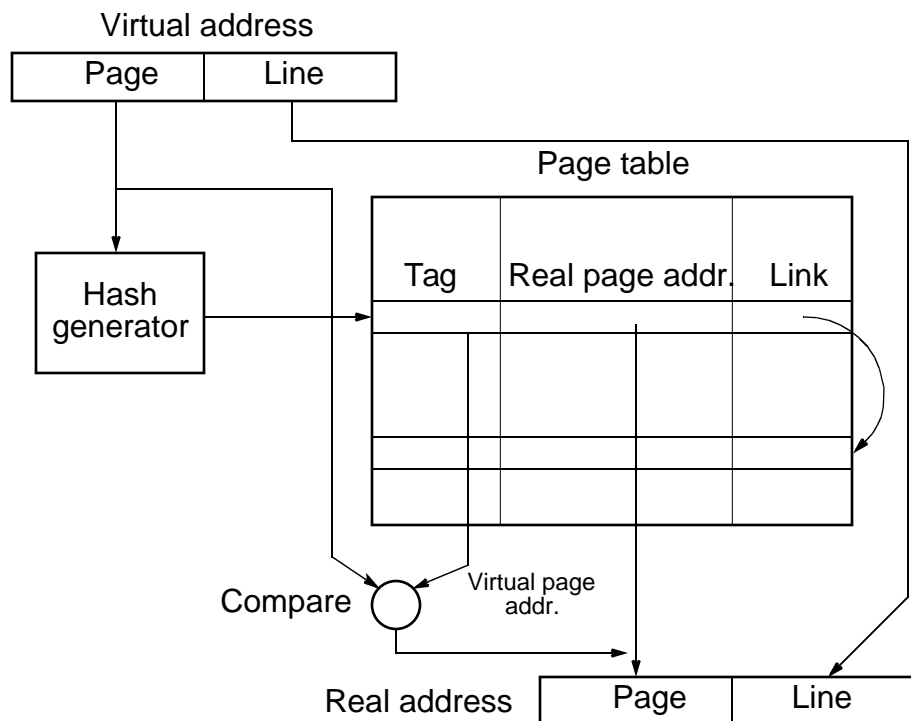 Virtual address
Page Line
Page table
Tag Real page addr. Link
Hash
generator
Virtual page
addr.
Compare
Real address Page Line